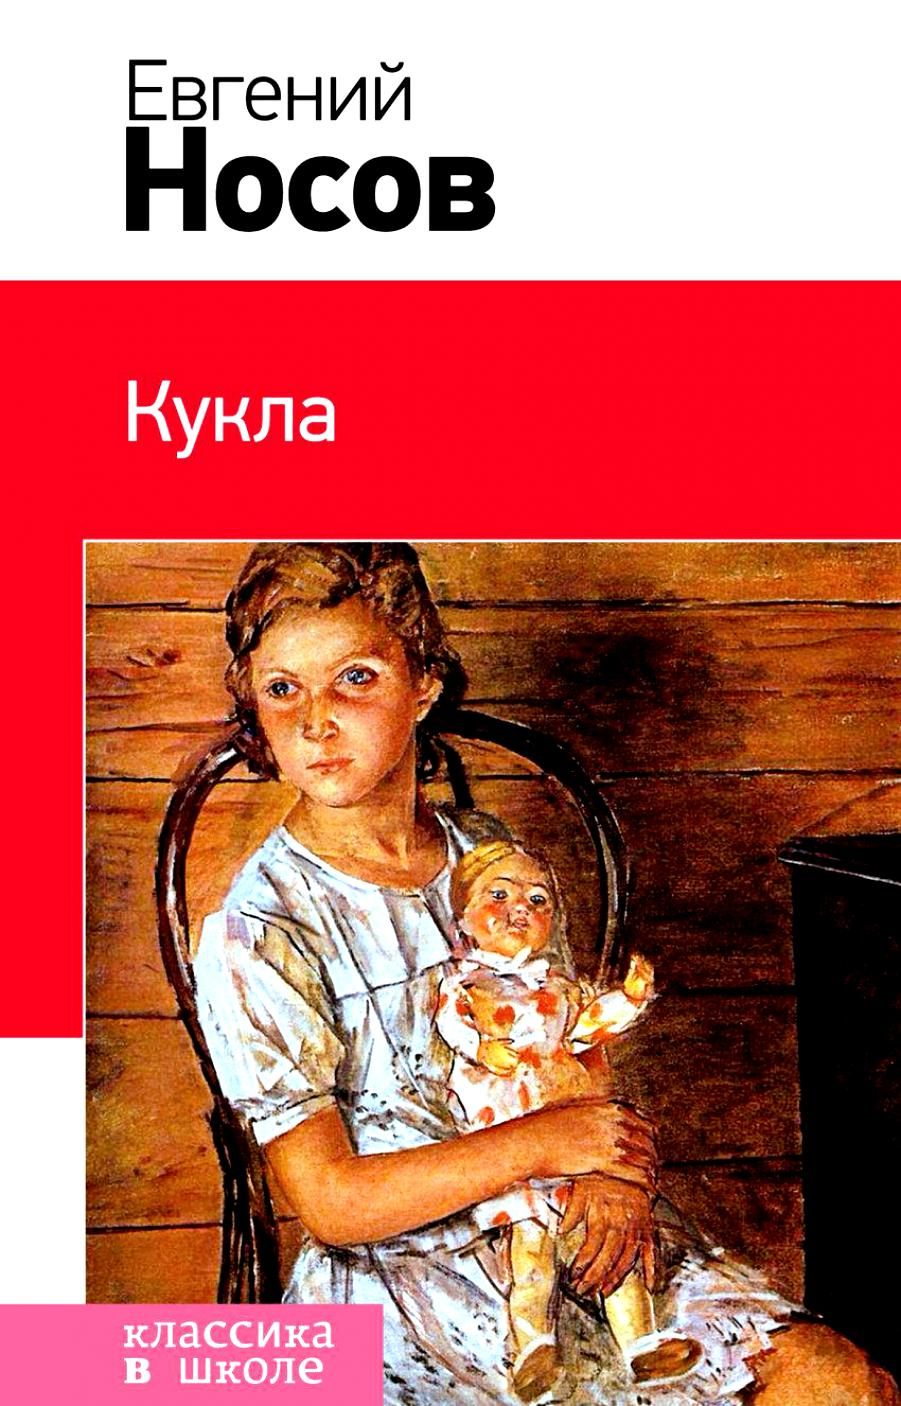 Евгений
Носов
Кукла
классика
в школе